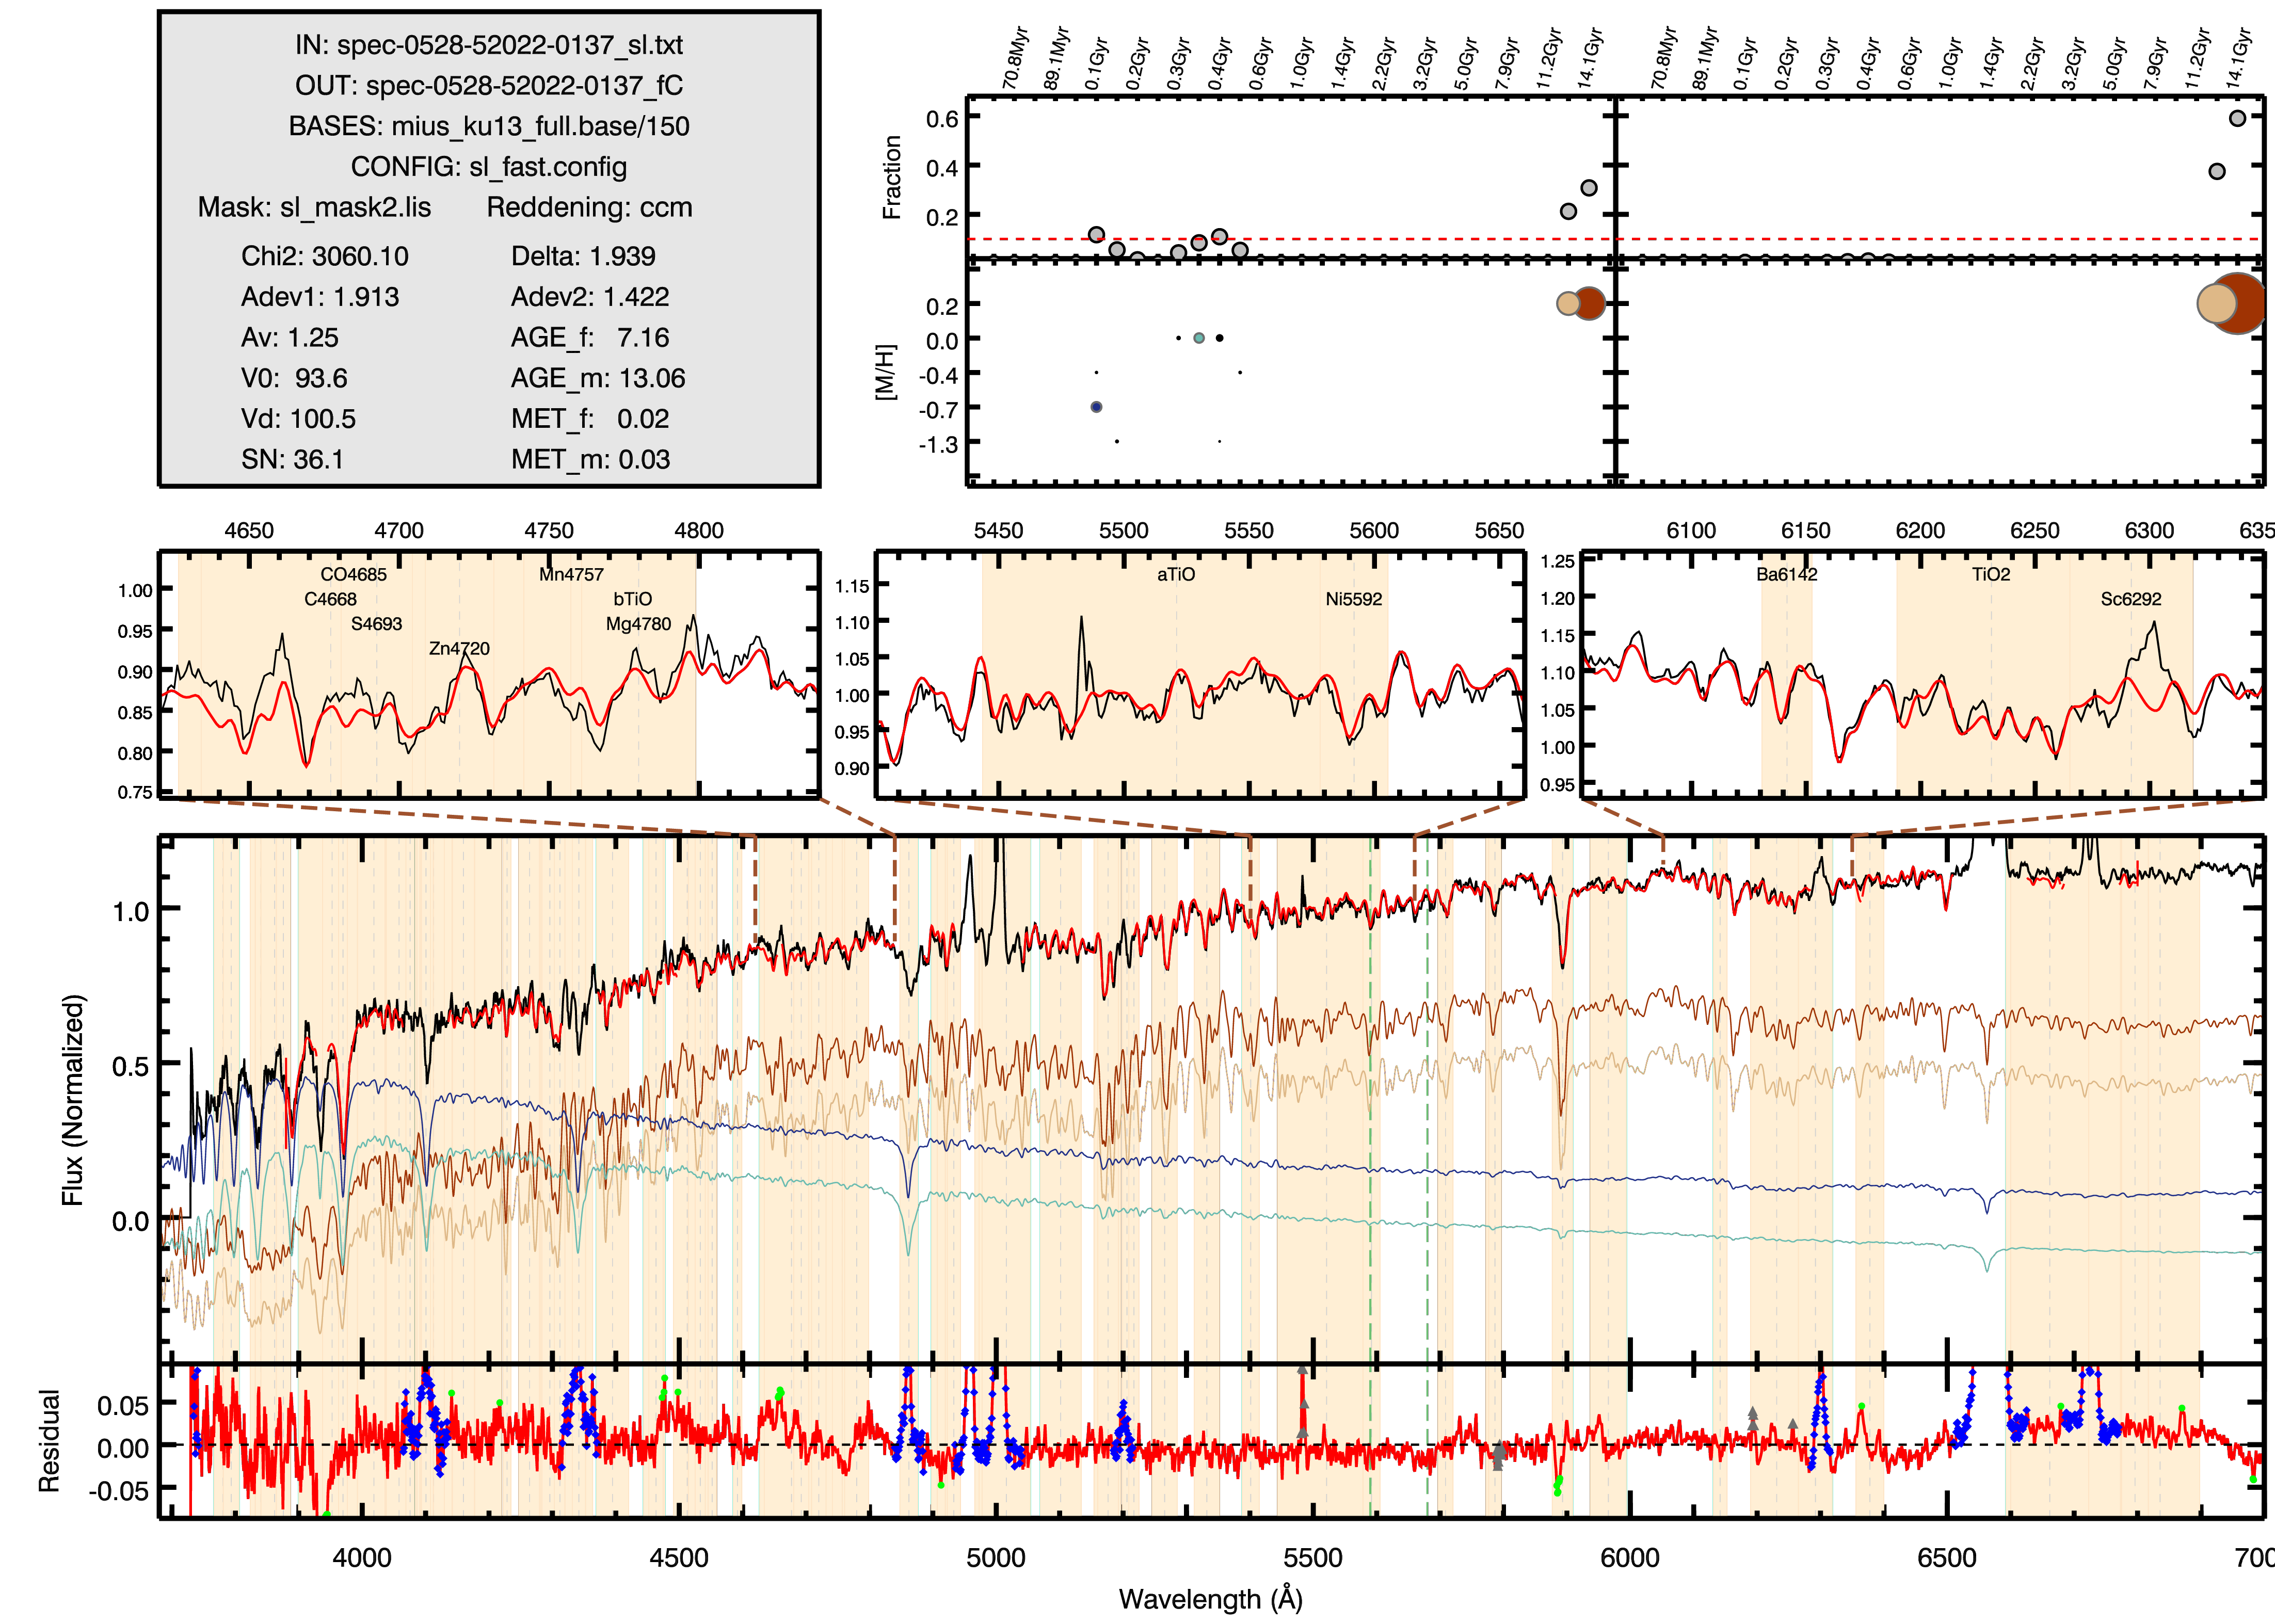 IN: spec-0528-52022-0137_sl.txt
OUT: spec-0528-52022-0137_fC
BASES: mius_ku13_full.base/150
CONFIG: sl_fast.config
Mask: sl_mask2.lis Reddening: ccm
Chi2: 3060.10 Delta: 1.939
Adev1: 1.913 Adev2: 1.422
Av: 1.25 AGE_f: 7.16
V0: 93.6 AGE_m: 13.06
Vd: 100.5 MET_f: 0.02
SN: 36.1 MET_m: 0.03
70.8Myr 89.1Myr 0.1Gyr 0.2Gyr 0.3Gyr 0.4Gyr 0.6Gyr 1.0Gyr 1.4Gyr 2.2Gyr 3.2Gyr 5.0Gyr 7.9Gyr 11.2Gyr 14.1Gyr
70.8Myr 89.1Myr 0.1Gyr 0.2Gyr 0.3Gyr 0.4Gyr 0.6Gyr 1.0Gyr 1.4Gyr 2.2Gyr 3.2Gyr 5.0Gyr 7.9Gyr 11.2Gyr 14.1Gyr
Fraction
0.6
0.4
0.2
[M/H]
0.2
0.0
-0.4
-0.7
-1.3
4650 4700 4750 4800
1.00
0.95
0.90
0.85
0.80
0.75
CO4685 Mn4757
C4668 bTiO
S4693 Mg4780
Zn4720
5450 5500 5550 5600 5650
1.15
1.10
1.05
1.00
0.95
0.90
aTiO
Ni5592
6100 6150 6200 6250 6300 635
1.25
1.20
1.15
1.10
1.05
1.00
0.95
Ba6142 TiO2
Sc6292
Flux (Normalized)
1.0
0.5
0.0
Residual
0.05
0.00
-0.05
4000 4500 5000 5500 6000 6500 700
Wavelength (Å)